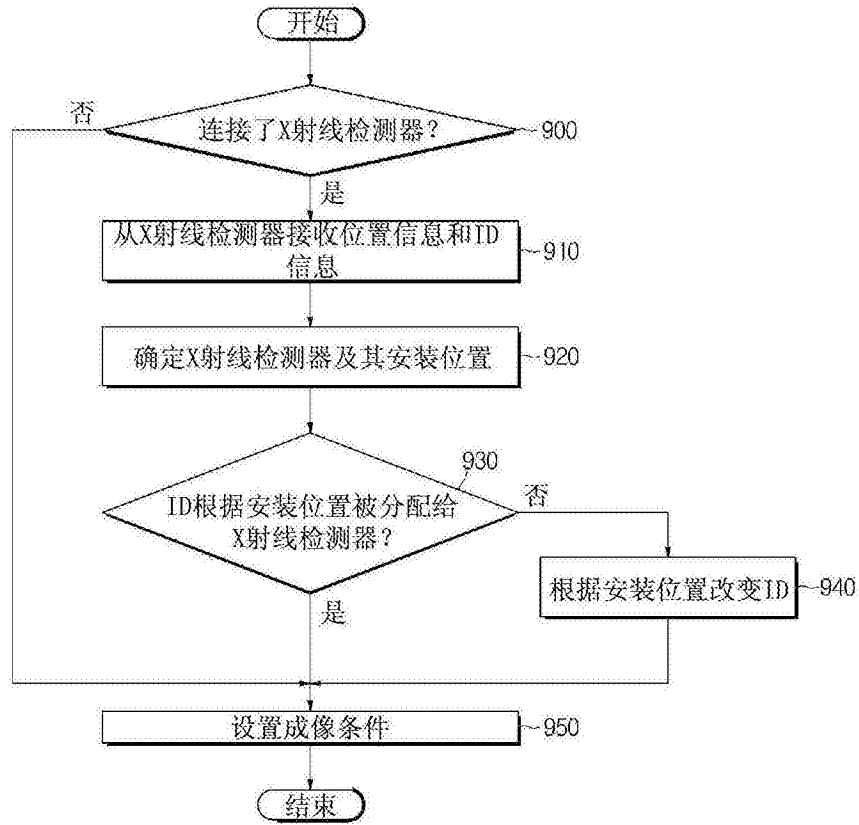 开始
否
连接了X射线检测器?
900
是
从X射线检测器接收位置信息和ID
信息
910
确定X射线检测器及其安装位置
920
930
ID根据安装位置被分配给
X射线检测器?
否
根据安装位置改变ID
940
是
设置成像条件
950
结束